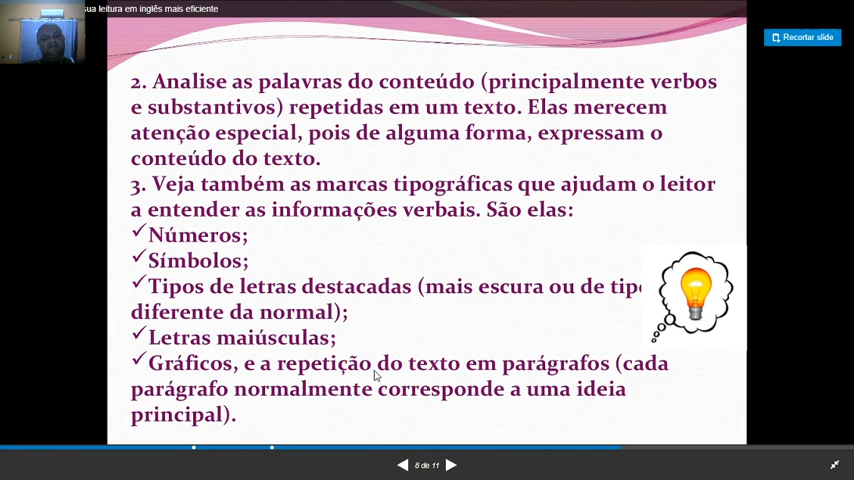 sua leitura em inglês mais eficiente
Recortar slide
2. Analise as palavras do conteúdo (principalmente verbos
e substantivos) repetidas em um texto. Elas merecem
atenção especial, pois de alguma forma, expressam o
conteúdo do texto.
3. Veja também as marcas tipográficas que ajudam o leitor
a entender as informações verbais. São elas:
✓Números;
✓Símbolos;
✓Tipos de letras destacadas (mais escura ou de tipo
diferente da normal);
✓Letras maiúsculas;
✓Gráficos, e a repetição do texto em parágrafos (cada
parágrafo normalmente corresponde a uma ideia
principal).
8 de 11